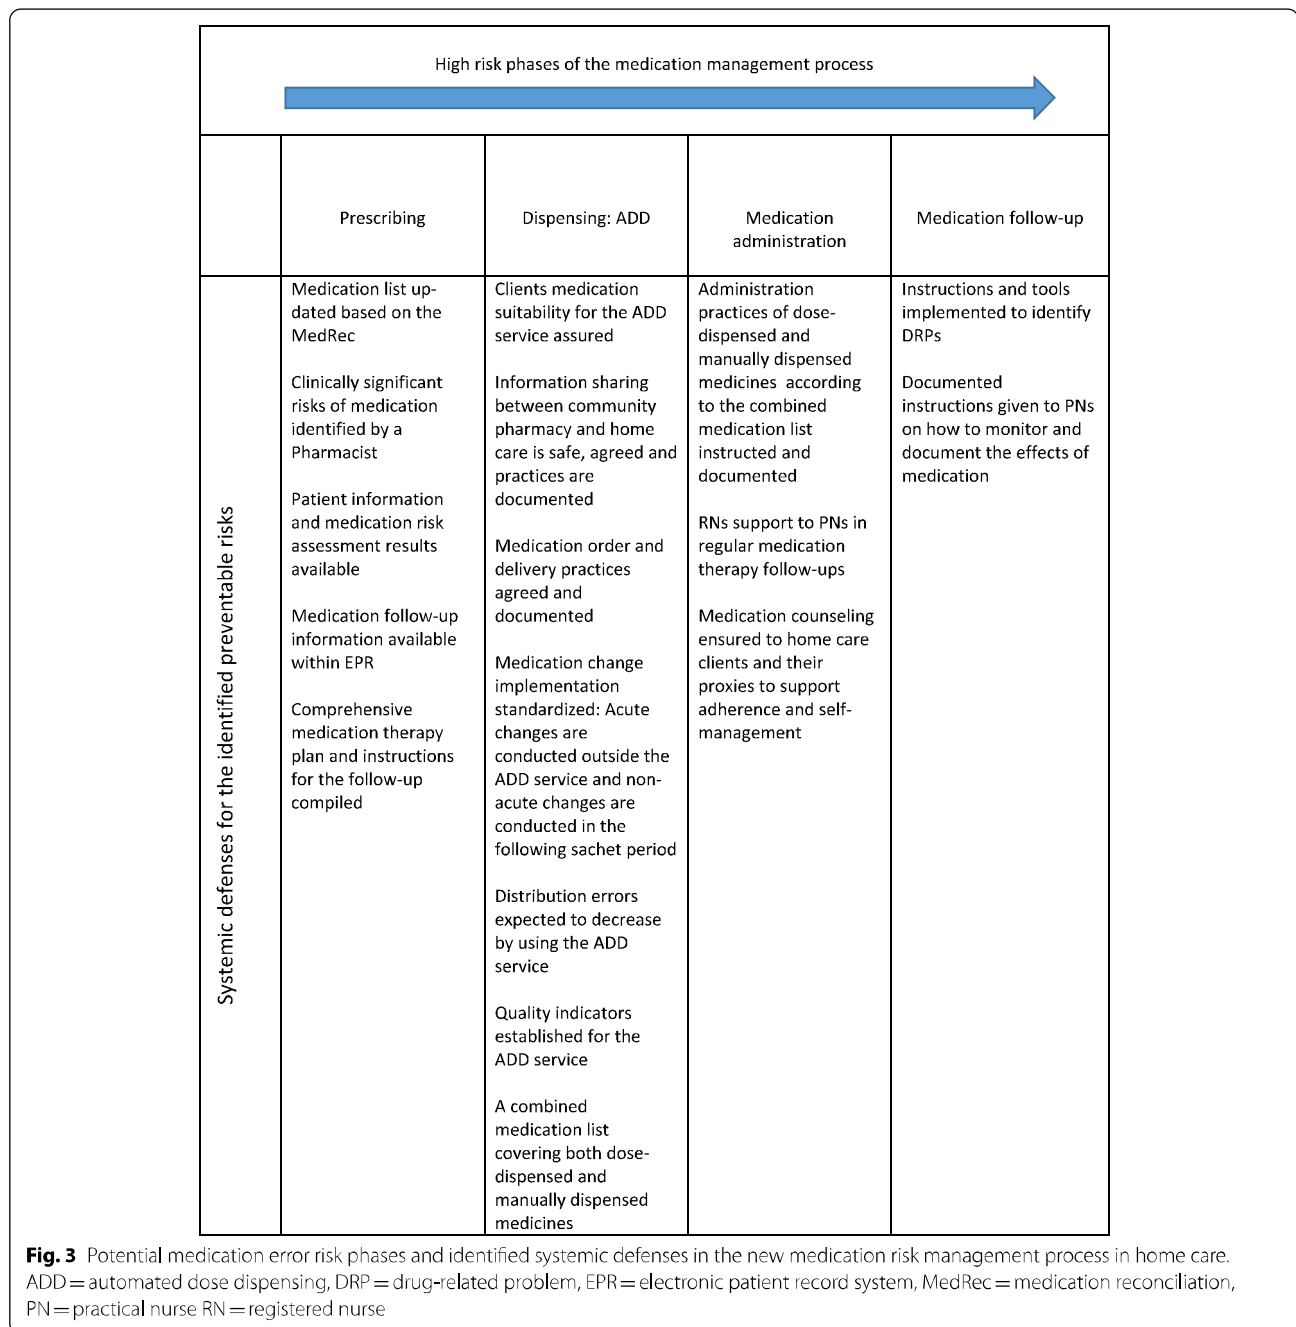 High risk phases of the medication management process
Prescribing
Dispensing: ADD
Medication
administration
Medication follow-up
Systemic defenses for the identified preventable risks
Medication list up-
dated based on the
MedRec
Clinically significant
risks of medication
identified by a
Pharmacist
Patient information
and medication risk
assessment results
available
Medication follow-up
information available
within EPR
Comprehensive
medication therapy
plan and instructions
for the follow-up
compiled
Clients medication
suitability for the ADD
service assured
Information sharing
between community
pharmacy and home
care is safe, agreed and
practices are
documented
Medication order and
delivery practices
agreed and
documented
Medication change
implementation
standardized: Acute
changes are
conducted outside the
ADD service and non-
acute changes are
conducted in the
following sachet period
Distribution errors
expected to decrease
by using the ADD
service
Quality indicators
established for the
ADD service
A combined
medication list
covering both dose-
dispensed and
manually dispensed
medicines
Administration
practices of dose-
dispensed and
manually dispensed
medicines according
to the combined
medication list
instructed and
documented
RNs support to PNs in
regular medication
therapy follow-ups
Medication counseling
ensured to home care
clients and their
proxies to support
adherence and self-
management
Instructions and tools
implemented to identify
DRPs
Documented
instructions given to PNs
on how to monitor and
document the effects of
medication
Fig. 3 Potential medication error risk phases and identified systemic defenses in the new medication risk management process in home care.
ADD = automated dose dispensing, DRP = drug-related problem, EPR = electronic patient record system, MedRec = medication reconciliation,
PN = practical nurse RN = registered nurse